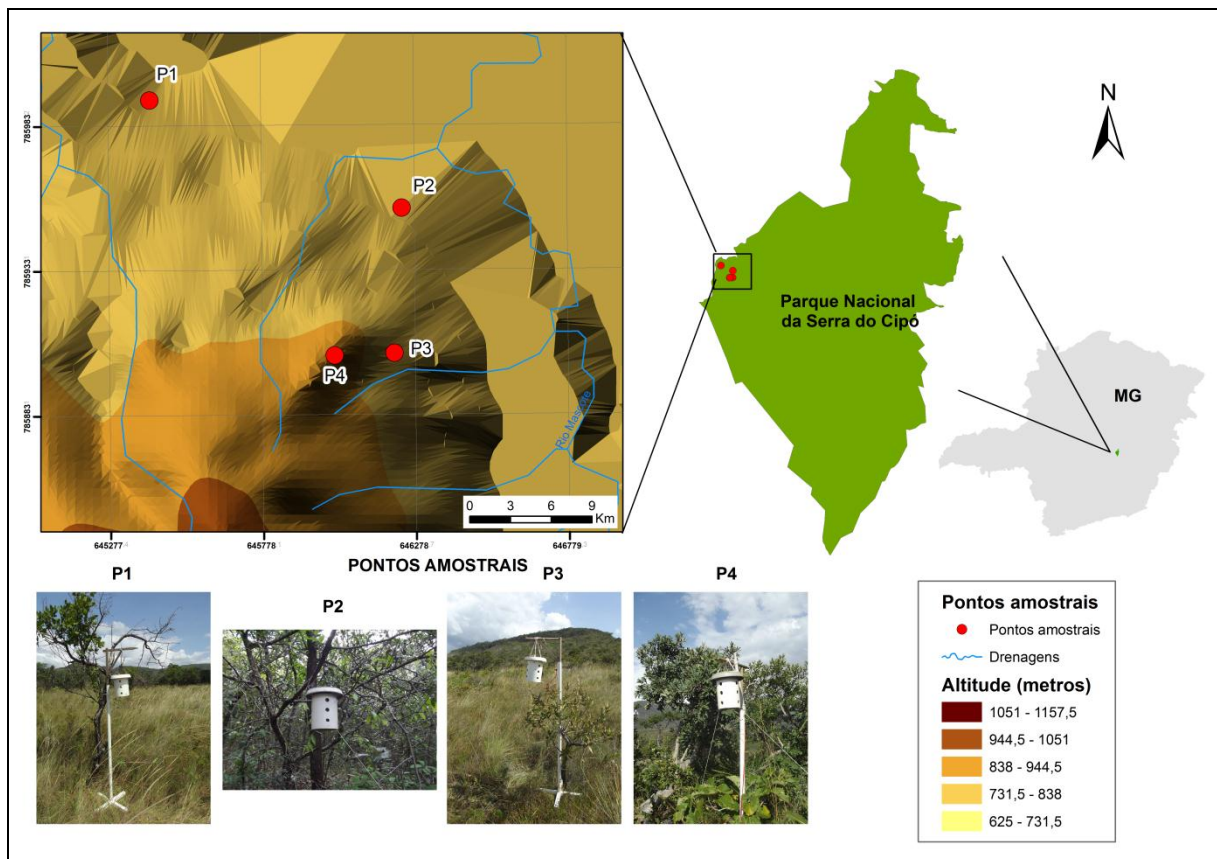 P1
P2
P3
P4
785983
785933
785883
Rio Mascate
0 3 6 9
Km
645277
645778
646278
646779
N
Parque Nacional
da Serra do Cipó
MG
PONTOS AMOSTRAIS
P1
P2
P3
P4
Pontos amostrais
Pontos amostrais
Drenagens
Altitude (metros)
1051 - 1157,5
944,5 - 1051
838 - 944,5
731,5 - 838
625 - 731,5